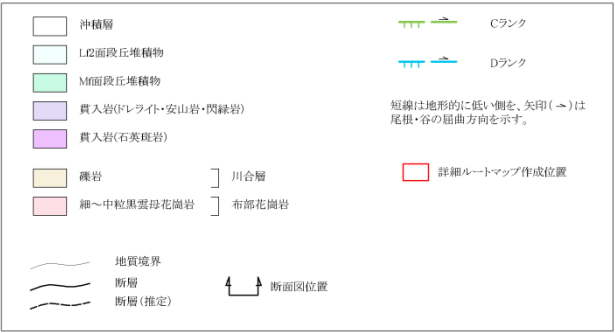 沖積層
Lf2面段丘堆積物
Mf面段丘堆積物
貫入岩(ドレライト・安山岩・閃緑岩)
貫入岩(石英斑岩)
礫岩
川合層
細～中粒黒雲母花崗岩
布部花崗岩
地質境界
断層
断層(推定)
断面図位置
Cランク
Dランク
短線は地形的に低い側を、矢印(→)は
尾根・谷の屈曲方向を示す。
詳細ルートマップ作成位置